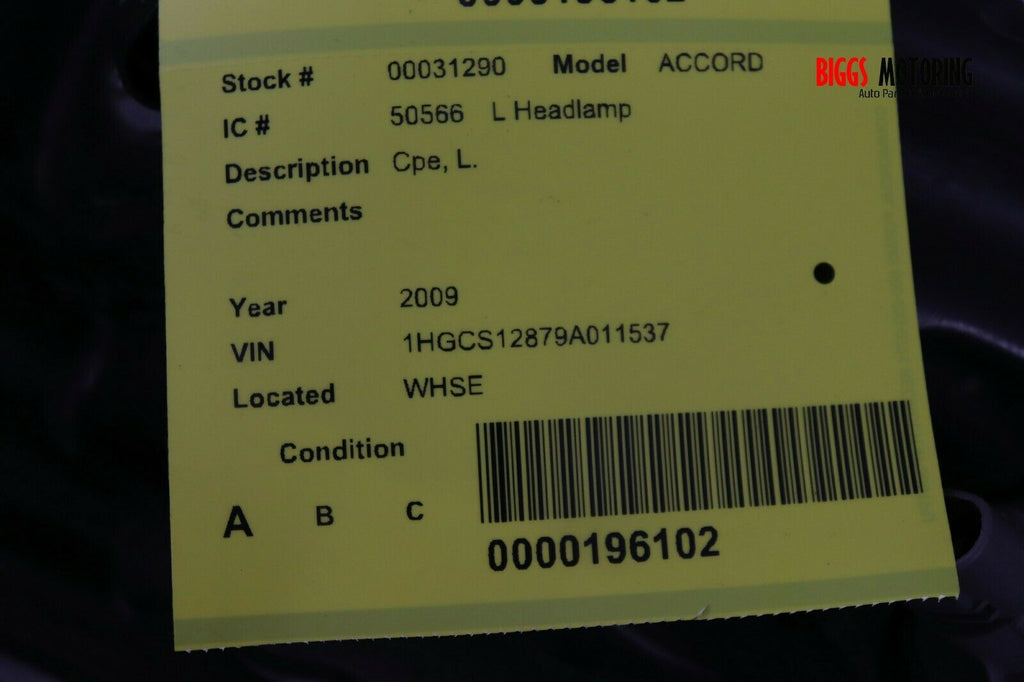 Stock # 00031290 Model ACCORD
BIGGS MOTORING
IC # 50566 L Headlamp
Description Cpe, L.
Comments
Year 2009
VIN 1HGCS12879A011537
Located WHSE
Condition
A B C
0000196102